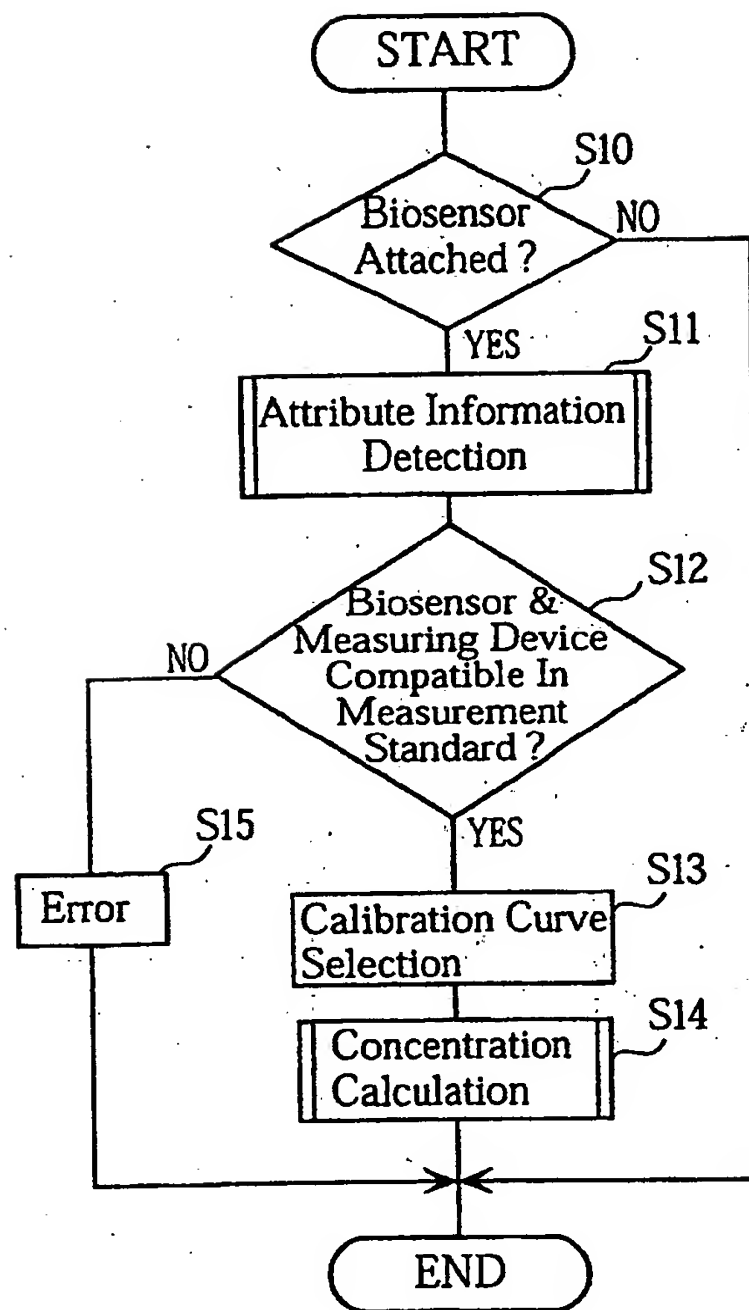 START
S10
Biosensor
Attached ?
NO
YES
S11
Attribute Information
Detection
S12
Biosensor &
Measuring Device
Compatible In
Measurement
Standard ?
NO
YES
S15
Error
S13
Calibration Curve
Selection
S14
Concentration
Calculation
END